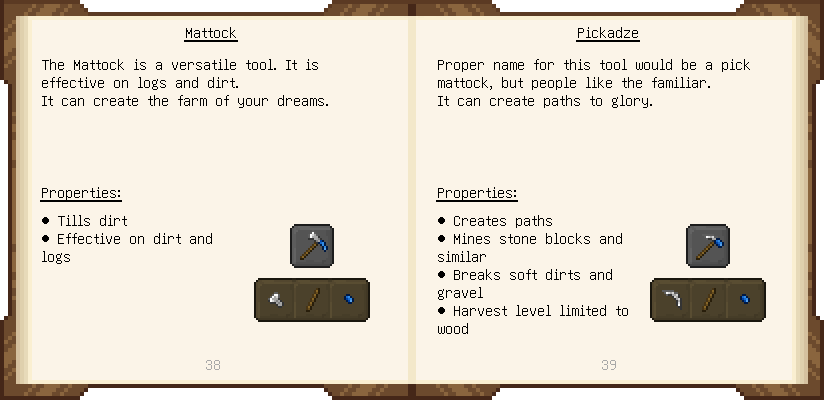 Mattock
The Mattock is a versatile tool. It is
effective on logs and dirt.
It can create the farm of your dreams.
Properties:
• Tills dirt
• Effective on dirt and
logs
38
Pickadze
Proper name for this tool would be a pick
mattock, but people like the familiar.
It can create paths to glory.
Properties:
• Creates paths
• Mines stone blocks and
similar
• Breaks soft dirts and
gravel
• Harvest level limited to
wood
39